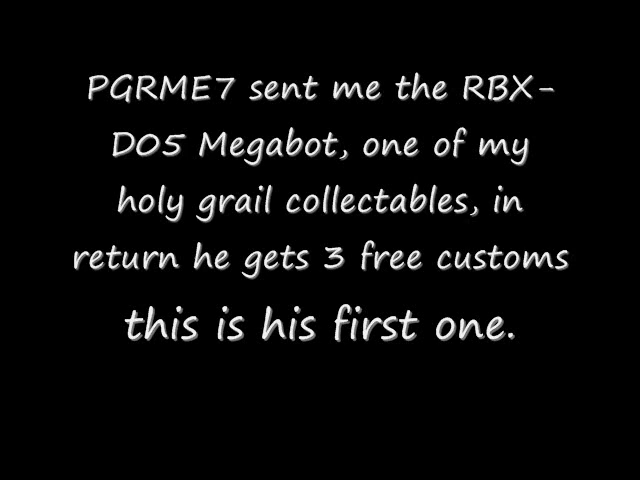 PGRME7 sent me the RBX-
D05 Megabot, one of my
holy grail collectables, in
return he gets 3 free customs
this is his first one.